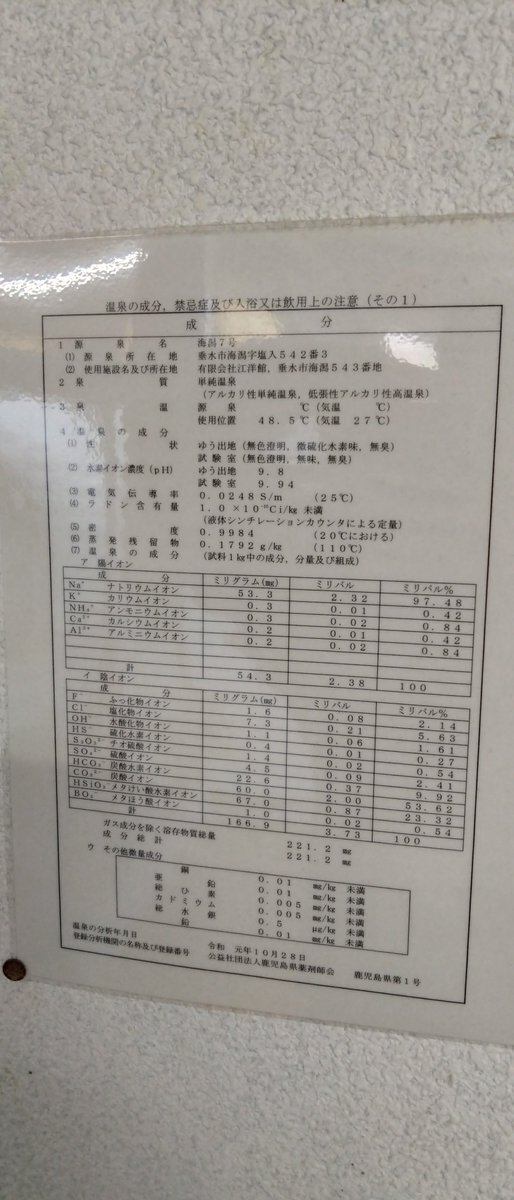 温泉の成分，禁忌症及び入浴又は飲用上の注意（その１）
成 分
１ 源泉名 海潟７号
(1) 源泉所在地 垂水市海潟字塩入５４２番３
(2) 使用施設名及び所在地 有限会社江洋館，垂水市海潟５４３番地
２ 泉質 単純温泉
（アルカリ性単純温泉，低張性アルカリ性高温泉）
３ 泉温 源泉 ℃（気温 ℃）
使用位置 ４８．５℃（気温 ２７℃）
４ 温泉の成分
(1) 性状 ゆう出地（無色澄明，微硫化水素味，無臭）
試験室（無色澄明，無味，無臭）
(2) 水素イオン濃度（pH） ゆう出地 ９．８
試験室 ９．９４
(3) 電気伝導率 ０．０２４８Ｓ/ｍ （２５℃）
(4) ラドン含有量 １．０×１０⁻¹⁰Ci/kg 未満
（液体シンチレーションカウンタによる定量）
(5) 密度 ０．９９８４ （２０℃における）
(6) 蒸発残留物 ０．１７９２g/kg （１１０℃）
(7) 温泉の成分 （試料１kg中の成分，分量及び組成）
ア 陽イオン
成分 ミリグラム(mg) ミリバル ミリバル%
Na⁺ ナトリウムイオン ５３．３ ２．３２ ９７．４８
K⁺ カリウムイオン ０．３ ０．０１ ０．４２
NH₄⁺ アンモニウムイオン ０．３ ０．０２ ０．８４
Ca²⁺ カルシウムイオン ０．２ ０．０１ ０．４２
Al³⁺ アルミニウムイオン ０．２ ０．０２ ０．８４
計 ５４．３ ２．３８ １００
イ 陰イオン
成分 ミリグラム(mg) ミリバル ミリバル%
F⁻ ふっ化物イオン １．６ ０．０８ ２．１４
Cl⁻ 塩化物イオン ７．３ ０．２１ ５．６３
OH⁻ 水酸化物イオン １．１ ０．０６ １．６１
HS⁻ 硫化水素イオン ０．４ ０．０１ ０．２７
S₂O₃²⁻ チオ硫酸イオン １．４ ０．０２ ０．５４
SO₄²⁻ 硫酸イオン ４．５ ０．０９ ２．４１
HCO₃⁻ 炭酸水素イオン ２２．６ ０．３７ ９．９２
CO₃²⁻ 炭酸イオン ６０．０ ２．００ ５３．６２
HSiO₃⁻ メタけい酸水素イオン ６７．０ ０．８７ ２３．３２
BO₂⁻ メタほう酸イオン １．０ ０．０２ ０．５４
計 １６６．９ ３．７３ １００
ガス成分を除く溶存物質総量 ２２１．２ mg
成分総計 ２２１．２ mg
ウ その他微量成分
銅 ０．０１ mg/kg 未満
亜鉛 ０．０１ mg/kg 未満
総ひ素 ０．００５ mg/kg 未満
カドミウム ０．００５ mg/kg 未満
総水銀 ０．５ μg/kg 未満
鉛 ０．０１ mg/kg 未満
温泉の分析年月日 令和 元年１０月２８日
登録分析機関の名称及び登録番号 公益社団法人鹿児島県薬剤師会 鹿児島県第１号